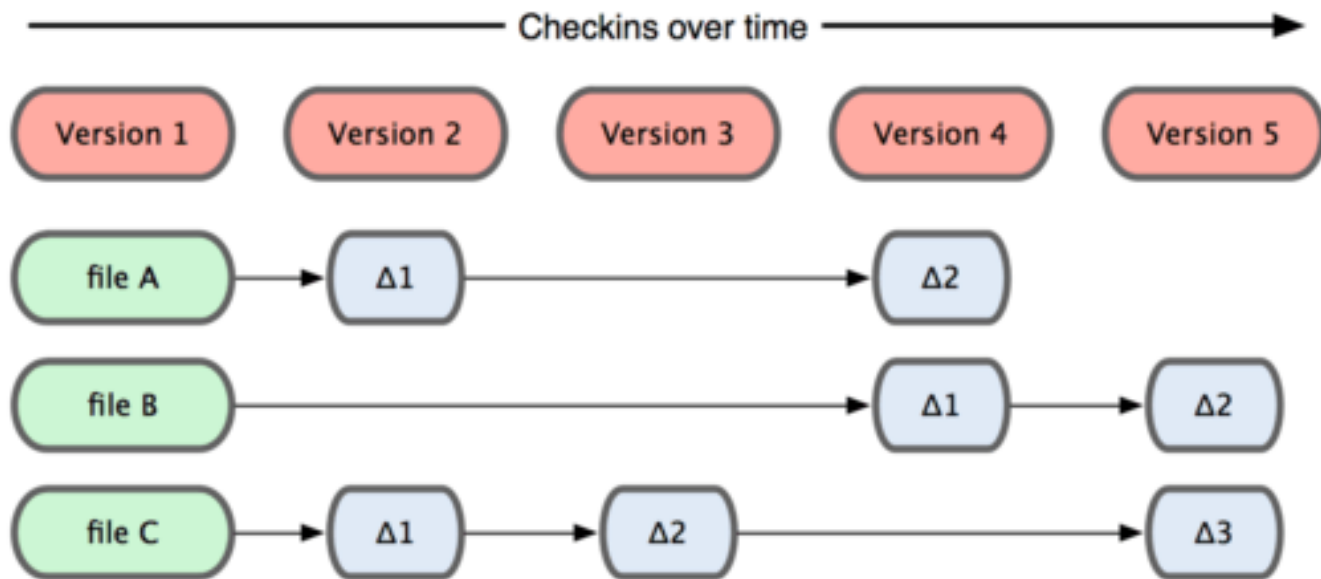 Checkins over time
Version 1 Version 2 Version 3 Version 4 Version 5
file A Δ1 Δ2
file B Δ1 Δ2
file C Δ1 Δ2 Δ3